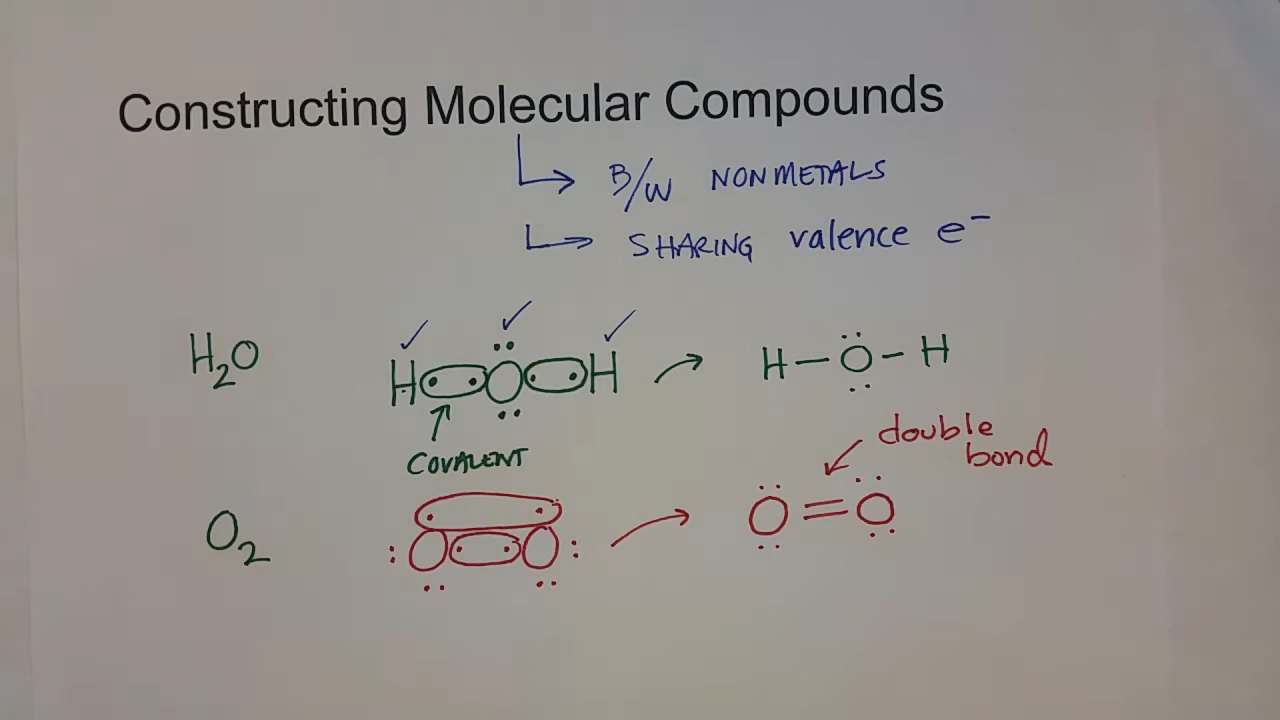 Constructing Molecular Compounds
B/W NONMETALS
SHARING valence e⁻
H₂O H O H H–O–H
COVALENT
double
bond
O₂ O O O=O